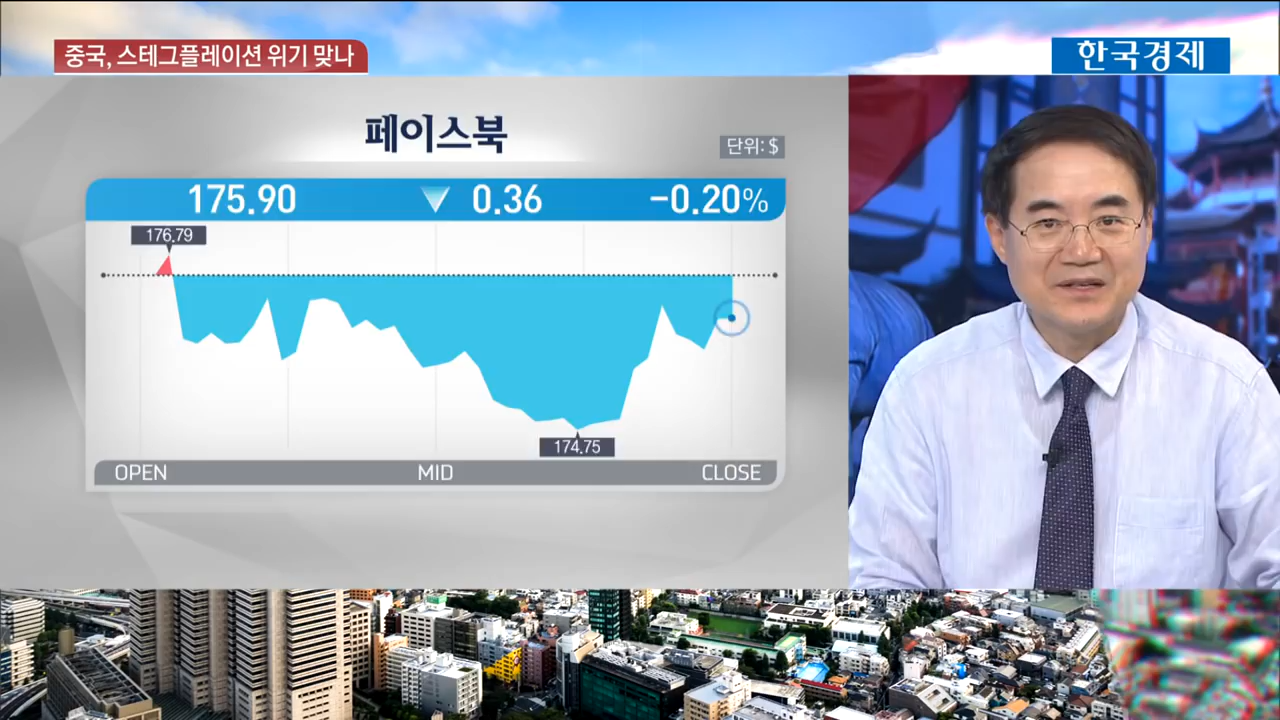 중국, 스테그플레이션 위기 맞나
한국경제
페이스북
단위: $
175.90 ▼ 0.36 -0.20%
176.79
174.75
OPEN MID CLOSE